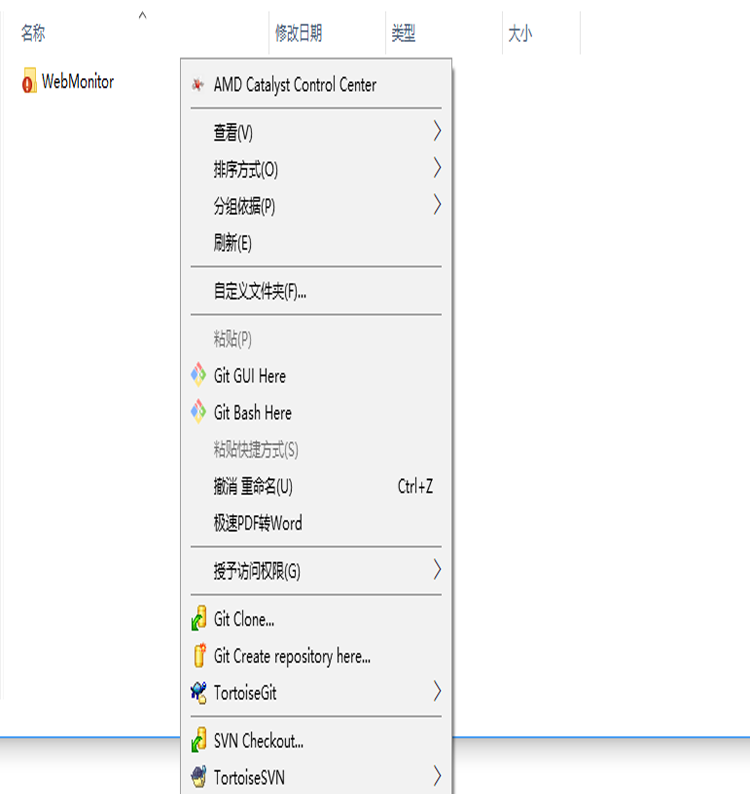 名称 修改日期 类型 大小
WebMonitor
AMD Catalyst Control Center
查看(V)
排序方式(O)
分组依据(P)
刷新(E)
自定义文件夹(F)...
粘贴(P)
Git GUI Here
Git Bash Here
粘贴快捷方式(S)
撤消 重命名(U) Ctrl+Z
极速PDF转Word
授予访问权限(G)
Git Clone...
Git Create repository here...
TortoiseGit
SVN Checkout...
TortoiseSVN